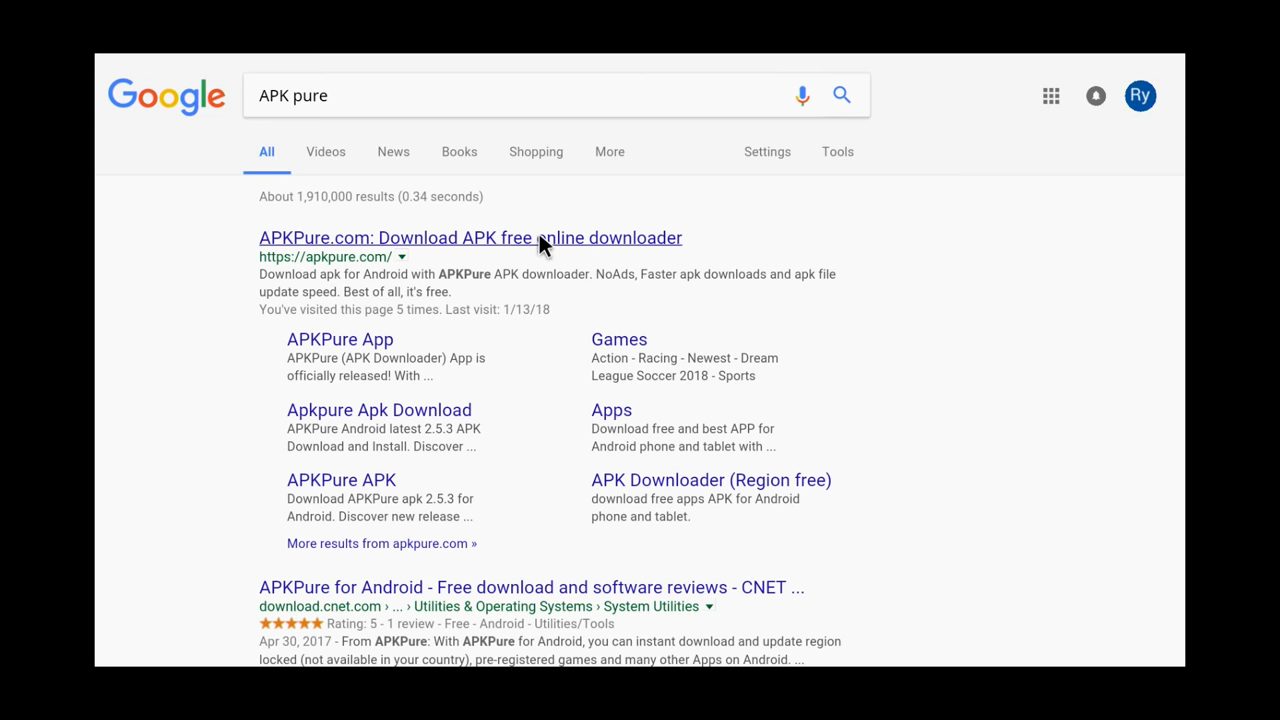 Google
APK pure
Ry
All Videos News Books Shopping More Settings Tools
About 1,910,000 results (0.34 seconds)
APKPure.com: Download APK free online downloader
https://apkpure.com/
Download apk for Android with APKPure APK downloader. NoAds, Faster apk downloads and apk file
update speed. Best of all, it's free.
You've visited this page 5 times. Last visit: 1/13/18
APKPure App
APKPure (APK Downloader) App is
officially released! With ...
Games
Action - Racing - Newest - Dream
League Soccer 2018 - Sports
Apkpure Apk Download
APKPure Android latest 2.5.3 APK
Download and Install. Discover ...
Apps
Download free and best APP for
Android phone and tablet with ...
APKPure APK
Download APKPure apk 2.5.3 for
Android. Discover new release ...
APK Downloader (Region free)
download free apps APK for Android
phone and tablet.
More results from apkpure.com »
APKPure for Android - Free download and software reviews - CNET ...
download.cnet.com › ... › Utilities & Operating Systems › System Utilities
Rating: 5 - 1 review - Free - Android - Utilities/Tools
Apr 30, 2017 - From APKPure: With APKPure for Android, you can instant download and update region
locked (not available in your country), pre-registered games and many other Apps on Android. ...